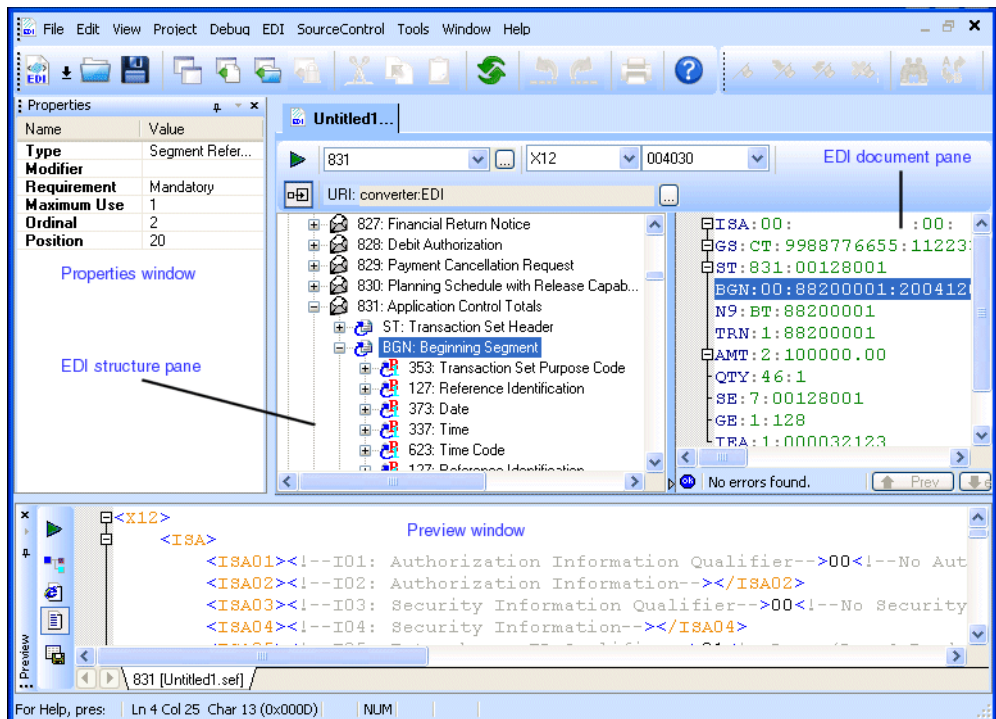 File Edit View Project Debug EDI SourceControl Tools Window Help
EDI
Properties
Name Value
Type Segment Refer...
Modifier
Requirement Mandatory
Maximum Use 1
Ordinal 2
Position 20
Properties window
EDI structure pane
Untitled1...
831 ... X12 004030
EDI document pane
URI: converter:EDI ...
827: Financial Return Notice
828: Debit Authorization
829: Payment Cancellation Request
830: Planning Schedule with Release Capab...
831: Application Control Totals
ST: Transaction Set Header
BGN: Beginning Segment
353: Transaction Set Purpose Code
127: Reference Identification
373: Date
337: Time
623: Time Code
127: Reference Identification
ISA:00: :00:
GS:CT:9988776655:11223
ST:831:00128001
BGN:00:88200001:200412
N9:BT:88200001
TRN:1:88200001
AMT:2:100000.00
QTY:46:1
SE:7:00128001
GE:1:128
IEA:1:000032123
ok No errors found. Prev
Preview window
<X12>
<ISA>
<ISA01><!--I01: Authorization Information Qualifier-->00<!--No Aut
<ISA02><!--I02: Authorization Information--></ISA02>
<ISA03><!--I03: Security Information Qualifier-->00<!--No Security
<ISA04><!--I04: Security Information--></ISA04>
Preview ...
831 [Untitled1.sef]
For Help, pres: Ln 4 Col 25 Char 13 (0x000D) NUM